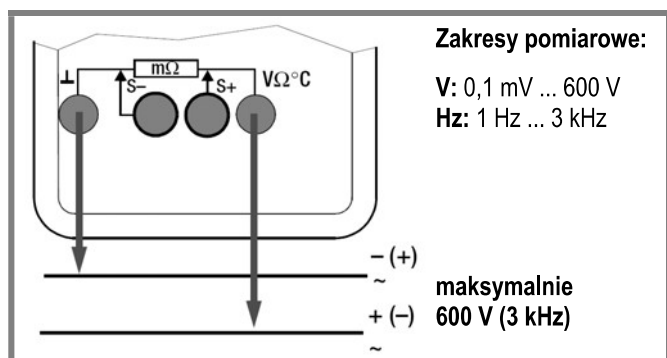 Zakresy pomiarowe:
V: 0,1 mV ... 600 V
Hz: 1 Hz ... 3 kHz
⊥
mΩ
VΩ°C
S–
S+
– (+)
~
maksymalnie
+ (–)
600 V (3 kHz)
~